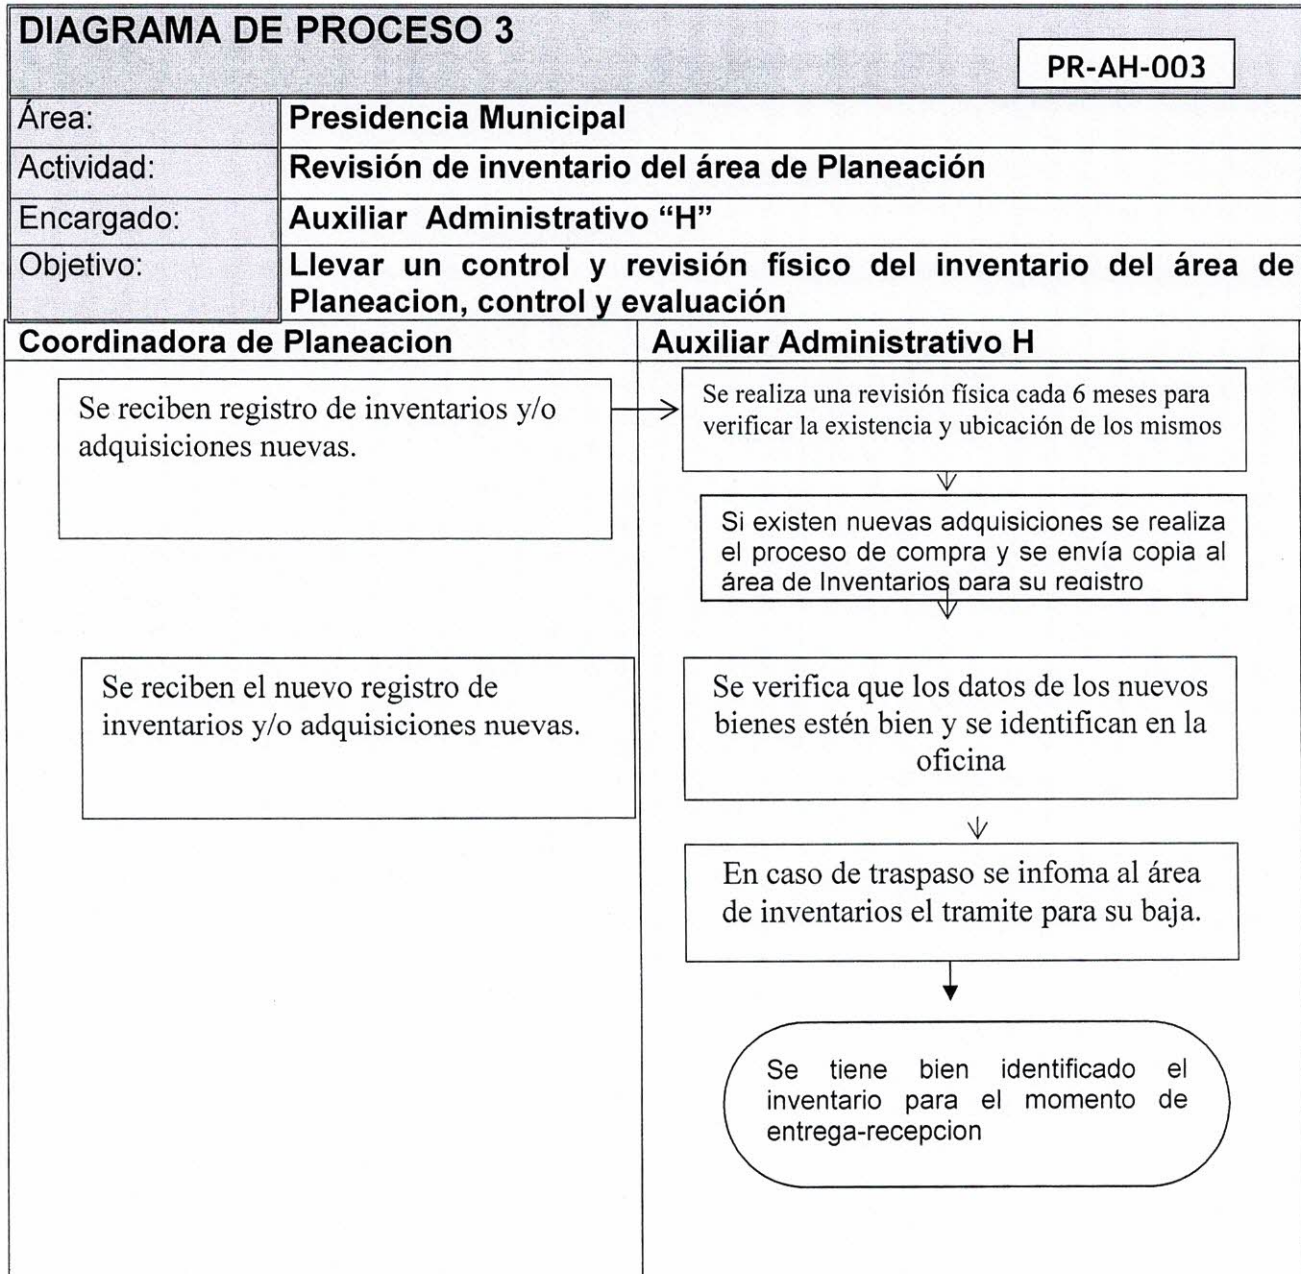 DIAGRAMA DE PROCESO 3
PR-AH-003
Área:
Presidencia Municipal
Actividad:
Revisión de inventario del área de Planeación
Encargado:
Auxiliar Administrativo “H”
Objetivo:
Llevar un control y revisión físico del inventario del área de
Planeacion, control y evaluación
Coordinadora de Planeacion
Auxiliar Administrativo H
Se reciben registro de inventarios y/o
adquisiciones nuevas.
Se realiza una revisión física cada 6 meses para
verificar la existencia y ubicación de los mismos
Si existen nuevas adquisiciones se realiza
el proceso de compra y se envía copia al
área de Inventarios para su registro
Se reciben el nuevo registro de
inventarios y/o adquisiciones nuevas.
Se verifica que los datos de los nuevos
bienes estén bien y se identifican en la
oficina
En caso de traspaso se infoma al área
de inventarios el tramite para su baja.
Se tiene bien identificado el
inventario para el momento de
entrega-recepcion